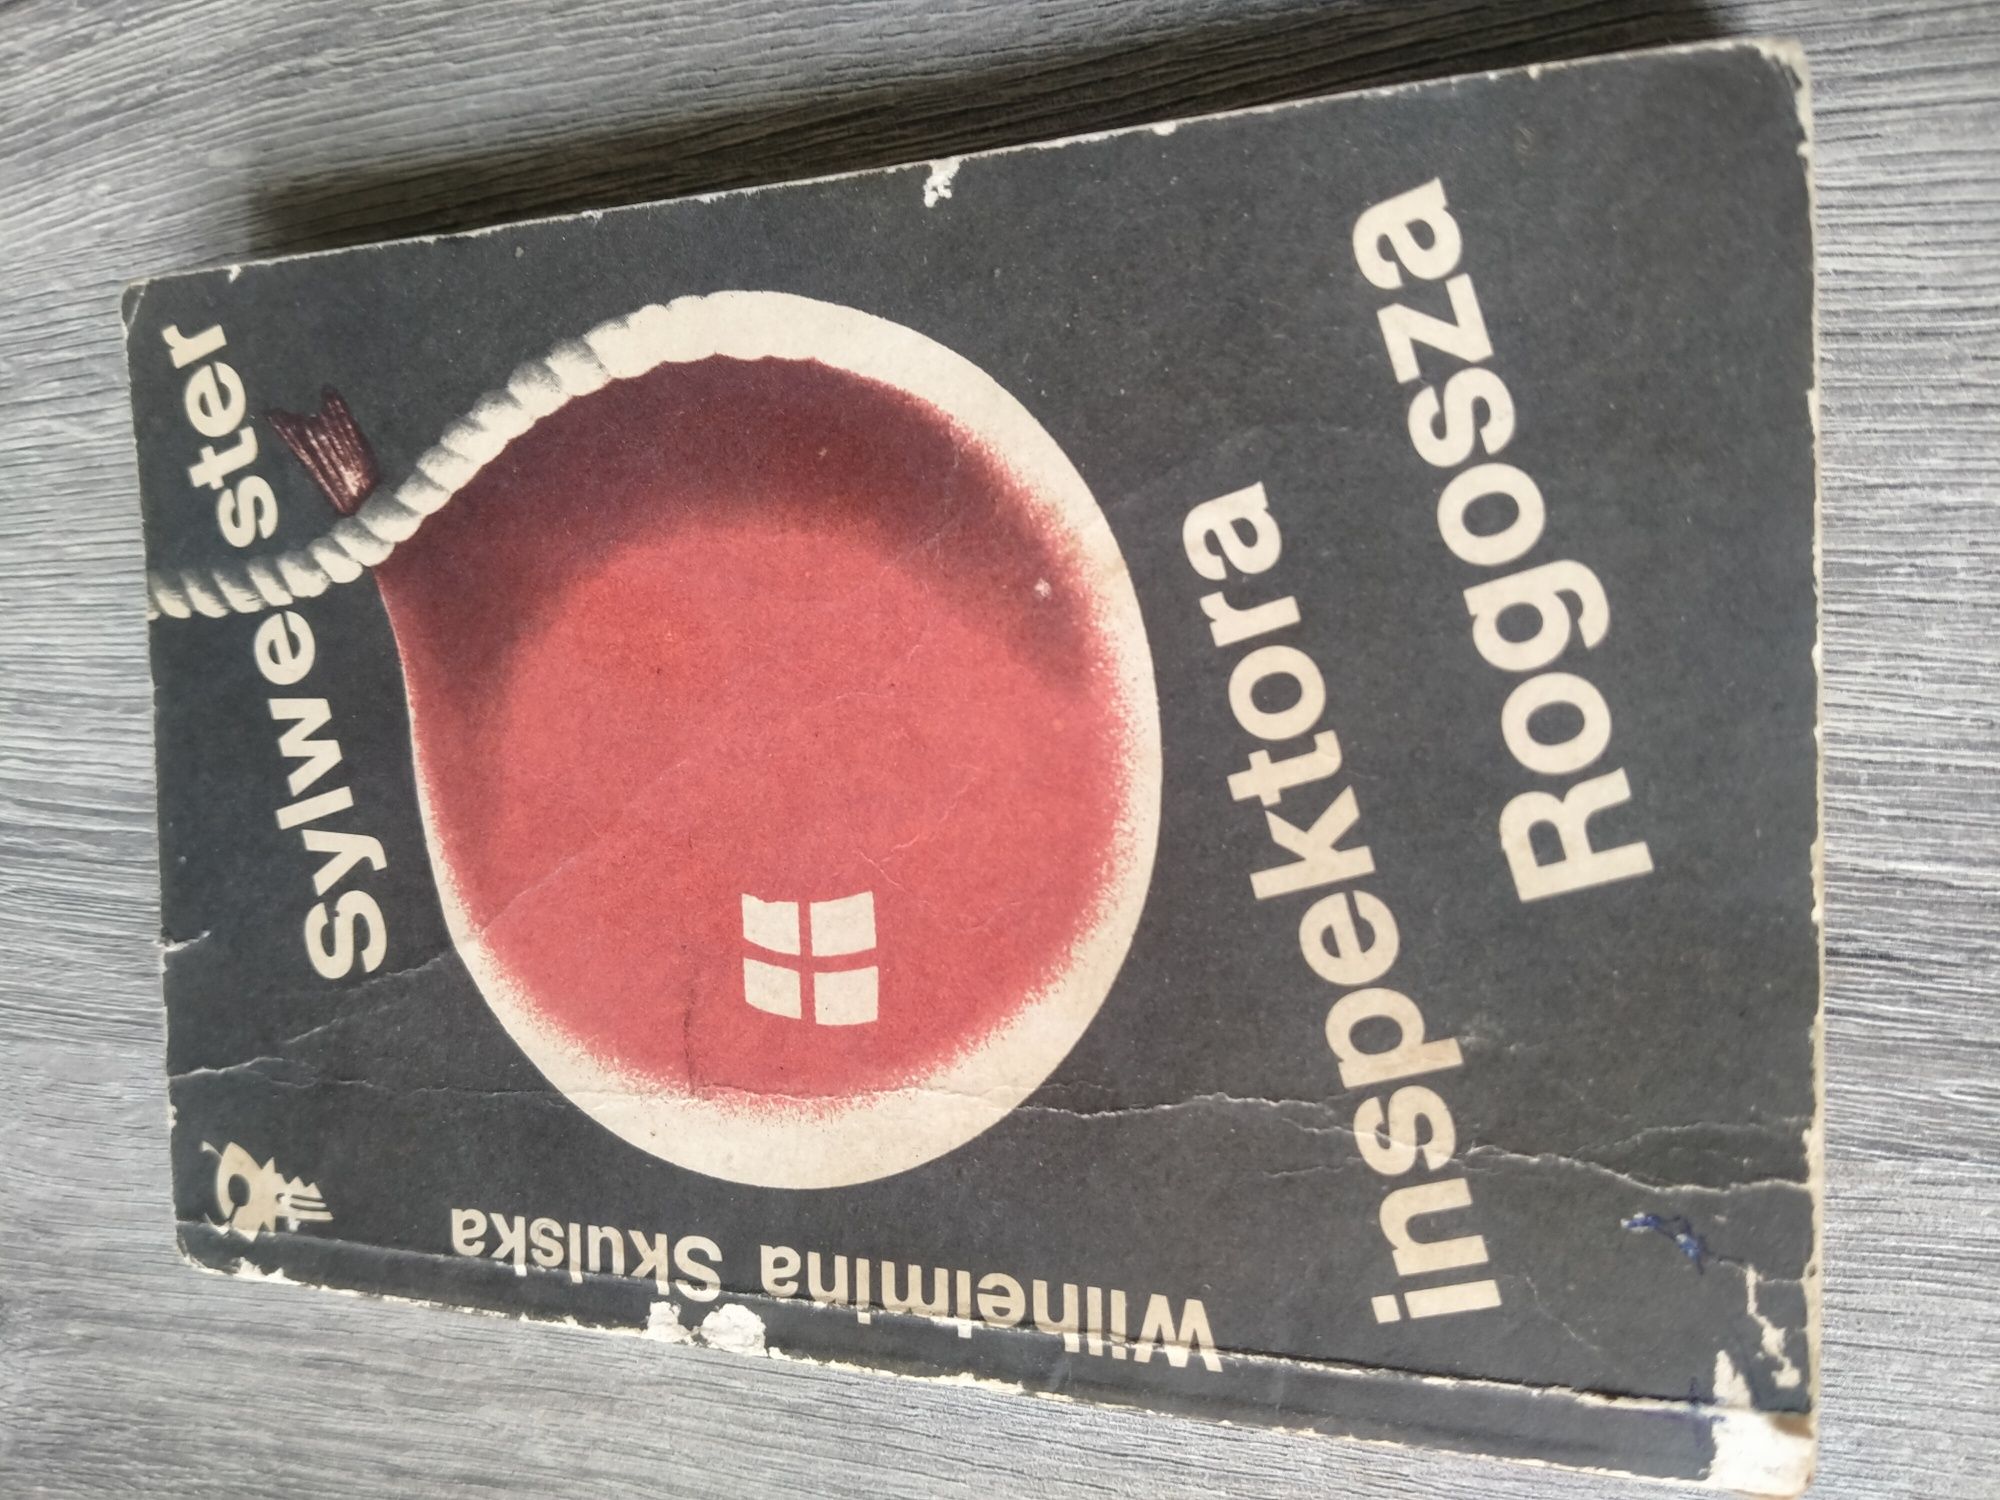 Wilhelmina Skulska
Sylwester
inspektora
Rogosza